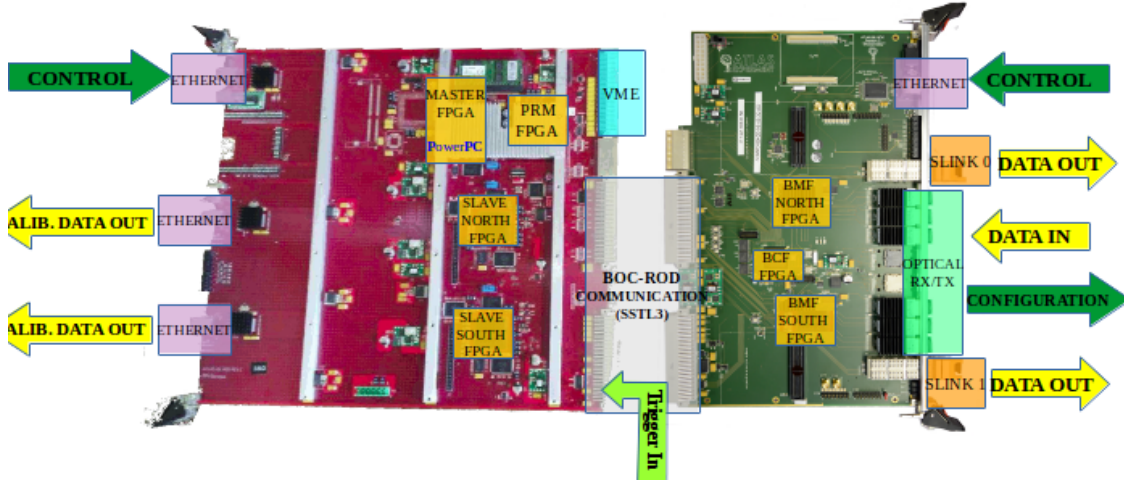 CONTROL
ETHERNET
MASTER
FPGA
PowerPC
PRM
FPGA
VME
ETHERNET
CONTROL
SLINK 0
DATA OUT
ATLAS
ALIB. DATA OUT
ETHERNET
SLAVE
NORTH
FPGA
BMF
NORTH
FPGA
BCF
FPGA
DATA IN
OPTICAL
RX/TX
BOC-ROD
COMMUNICATION
(SSTL3)
CONFIGURATION
ALIB. DATA OUT
ETHERNET
SLAVE
SOUTH
FPGA
BMF
SOUTH
FPGA
SLINK 1
DATA OUT
Trigger In